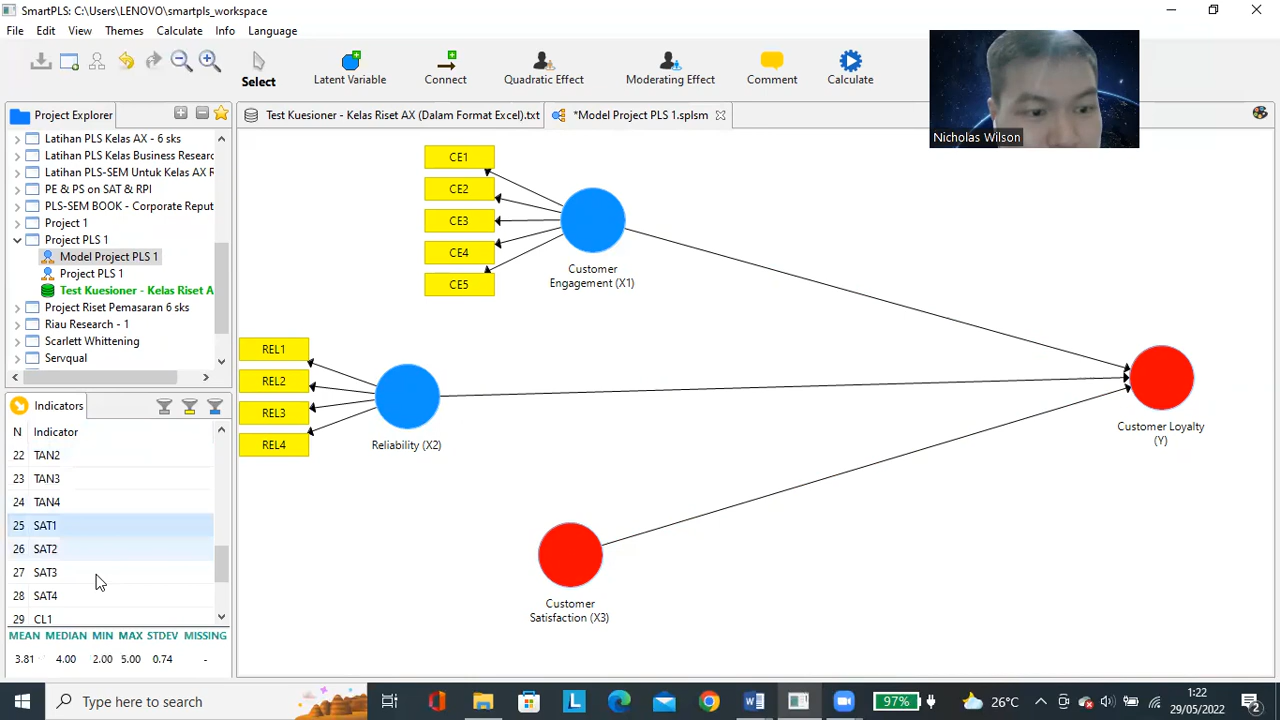 SmartPLS: C:\Users\LENOVO\smartpls_workspace
File Edit View Themes Calculate Info Language
Select
Latent Variable
Connect
Quadratic Effect
Moderating Effect
Comment
Calculate
Nicholas Wilson
Project Explorer
Test Kuesioner - Kelas Riset AX (Dalam Format Excel).txt
*Model Project PLS 1.splsm
Latihan PLS Kelas AX - 6 sks
Latihan PLS Kelas Business Researc
Latihan PLS-SEM Untuk Kelas AX R
PE & PS on SAT & RPI
PLS-SEM BOOK - Corporate Reput
Project 1
Project PLS 1
Model Project PLS 1
Project PLS 1
Test Kuesioner - Kelas Riset A
Project Riset Pemasaran 6 sks
Riau Research - 1
Scarlett Whittening
Servqual
Indicators
N Indicator
22 TAN2
23 TAN3
24 TAN4
25 SAT1
26 SAT2
27 SAT3
28 SAT4
29 CL1
MEAN MEDIAN MIN MAX STDEV MISSING
3.81 4.00 2.00 5.00 0.74 -
CE1
CE2
CE3
CE4
CE5
Customer
Engagement (X1)
REL1
REL2
REL3
REL4
Reliability (X2)
Customer Loyalty
(Y)
Customer
Satisfaction (X3)
Type here to search
97%
26°C
1:22
29/05/2022
2